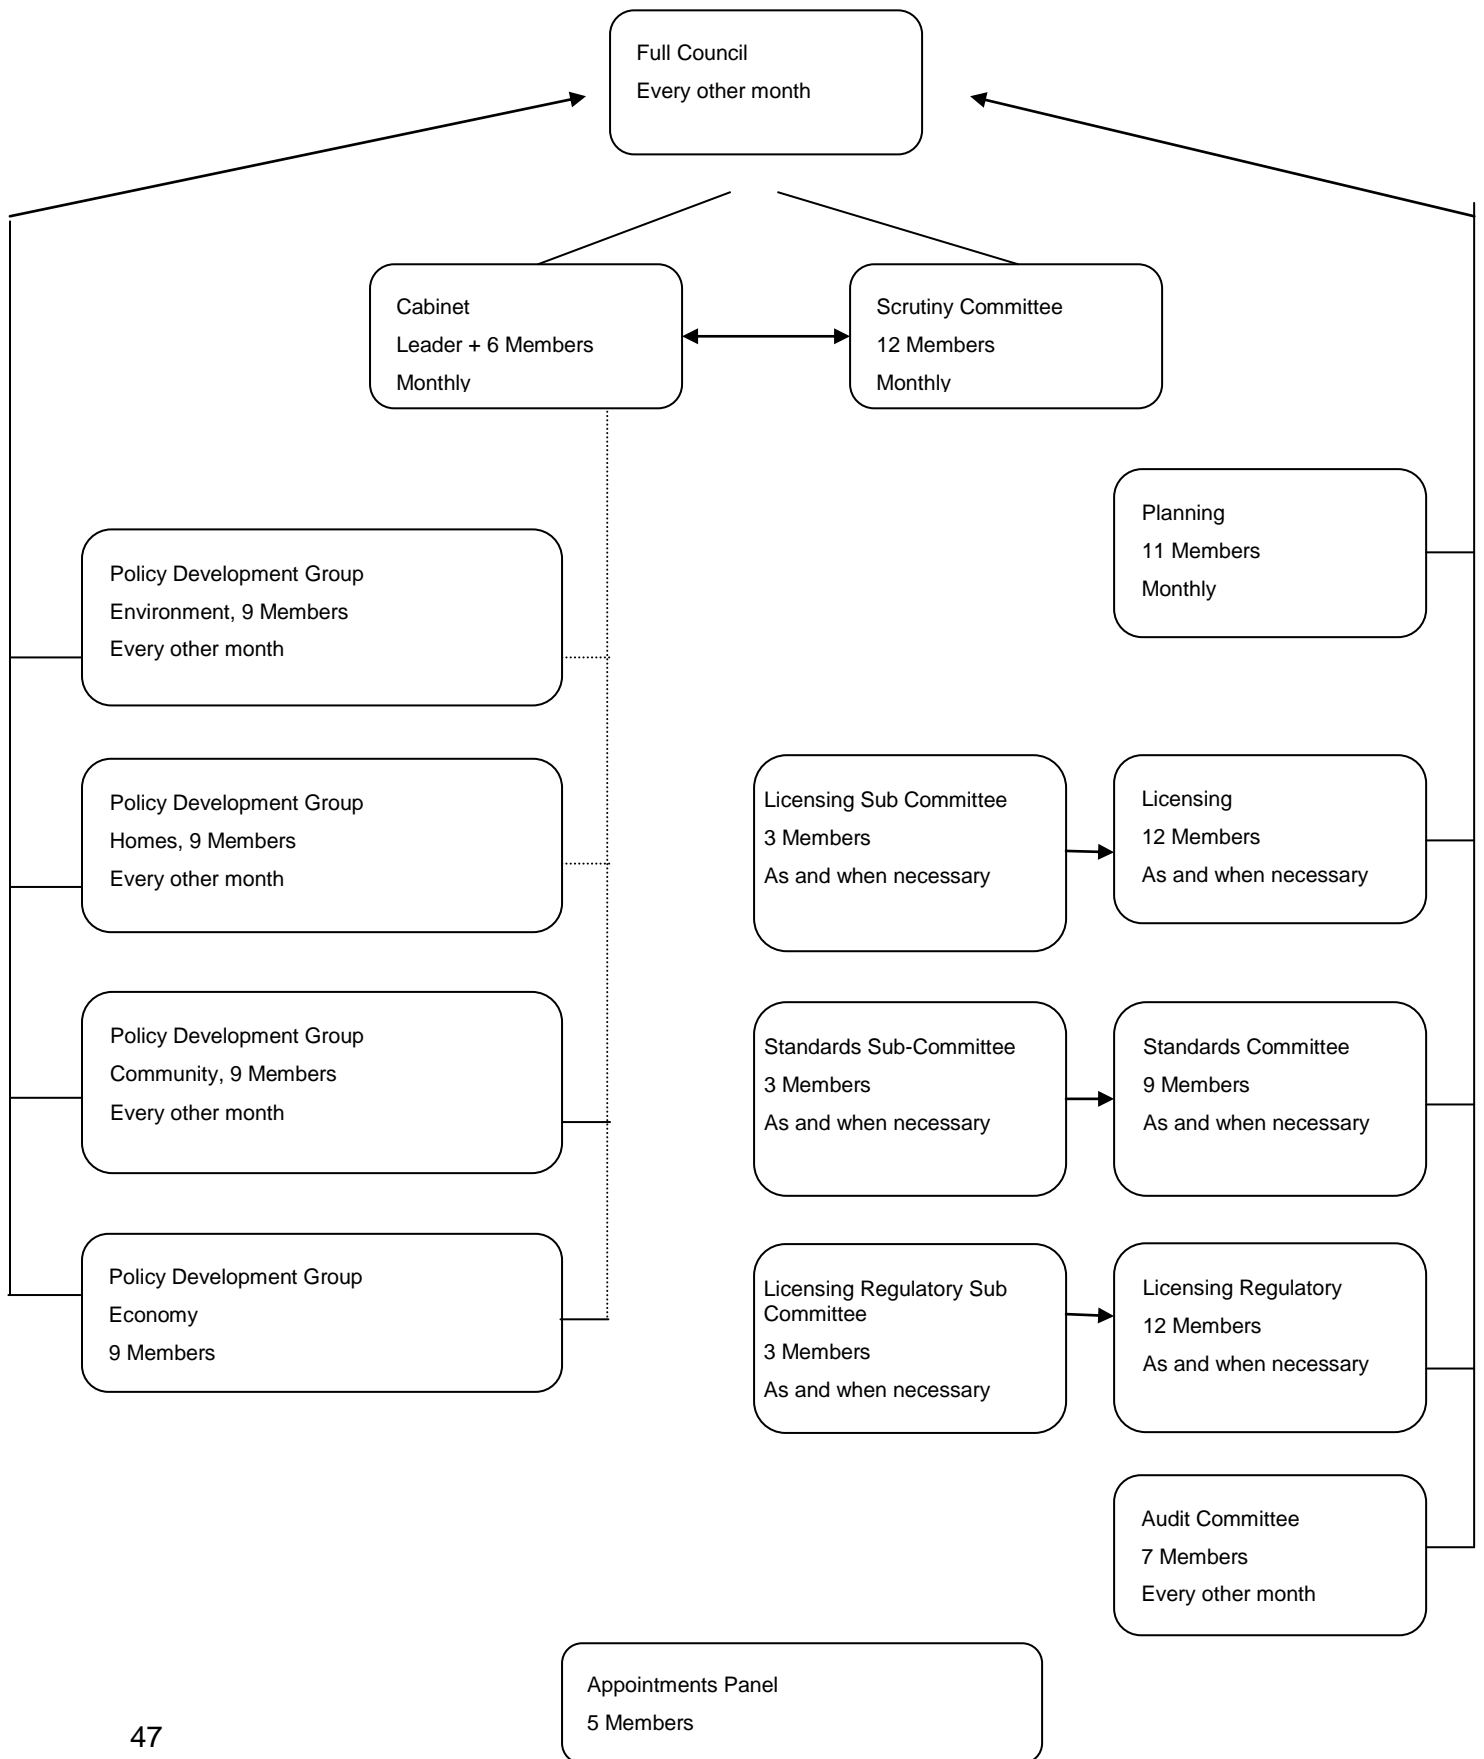 Full Council
Every other month
Cabinet
Leader + 6 Members
Monthly
Scrutiny Committee
12 Members
Monthly
Planning
11 Members
Monthly
Policy Development Group
Environment, 9 Members
Every other month
Policy Development Group
Homes, 9 Members
Every other month
Licensing Sub Committee
3 Members
As and when necessary
Licensing
12 Members
As and when necessary
Policy Development Group
Community, 9 Members
Every other month
Standards Sub-Committee
3 Members
As and when necessary
Standards Committee
9 Members
As and when necessary
Policy Development Group
Economy
9 Members
Licensing Regulatory Sub
Committee
3 Members
As and when necessary
Licensing Regulatory
12 Members
As and when necessary
Audit Committee
7 Members
Every other month
Appointments Panel
5 Members
47